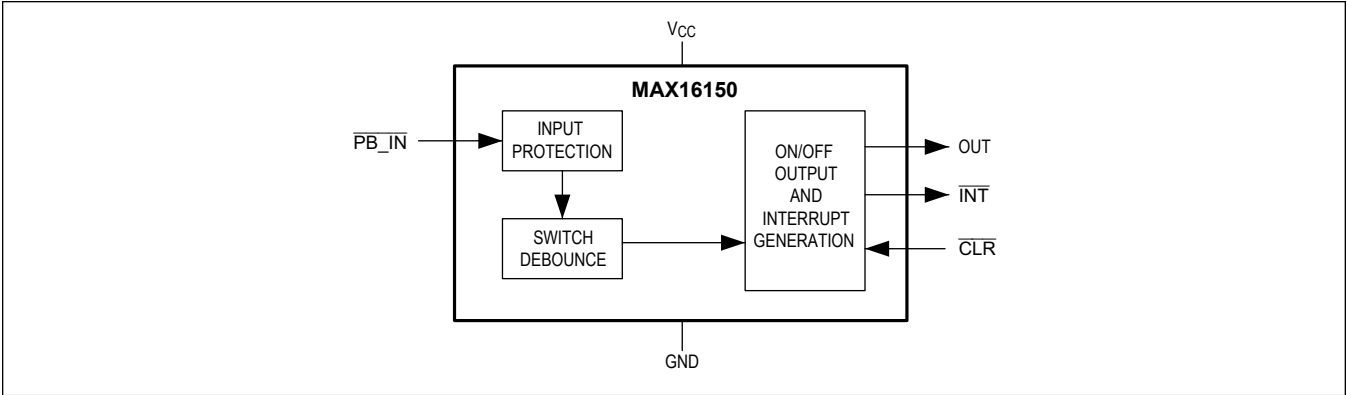 VCC
MAX16150
PB_IN
INPUT
PROTECTION
SWITCH
DEBOUNCE
ON/OFF
OUTPUT
AND
INTERRUPT
GENERATION
OUT
INT
CLR
GND